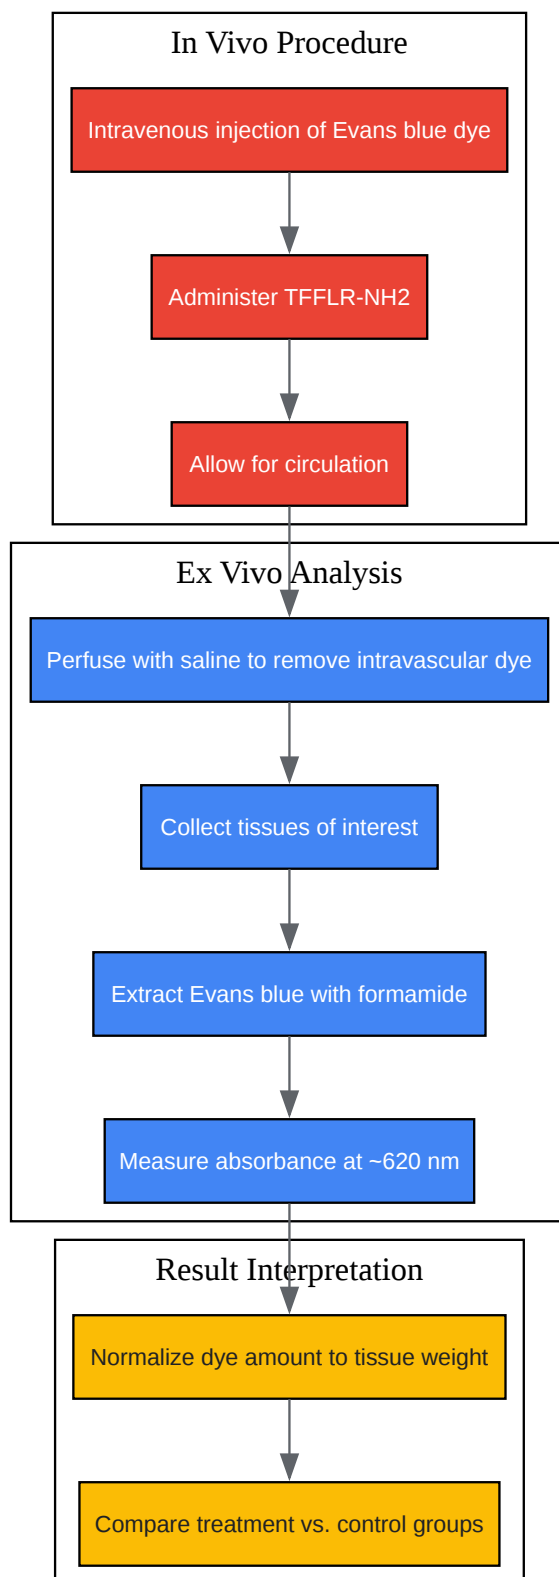 In Vivo Procedure
Intravenous injection of Evans blue dye
Administer TFFLR-NH2
Allow for circulation
Ex Vivo Analysis
Perfuse with saline to remove intravascular dye
Collect tissues of interest
Extract Evans blue with formamide
Measure absorbance at ~620 nm
Result Interpretation
Normalize dye amount to tissue weight
Compare treatment vs. control groups